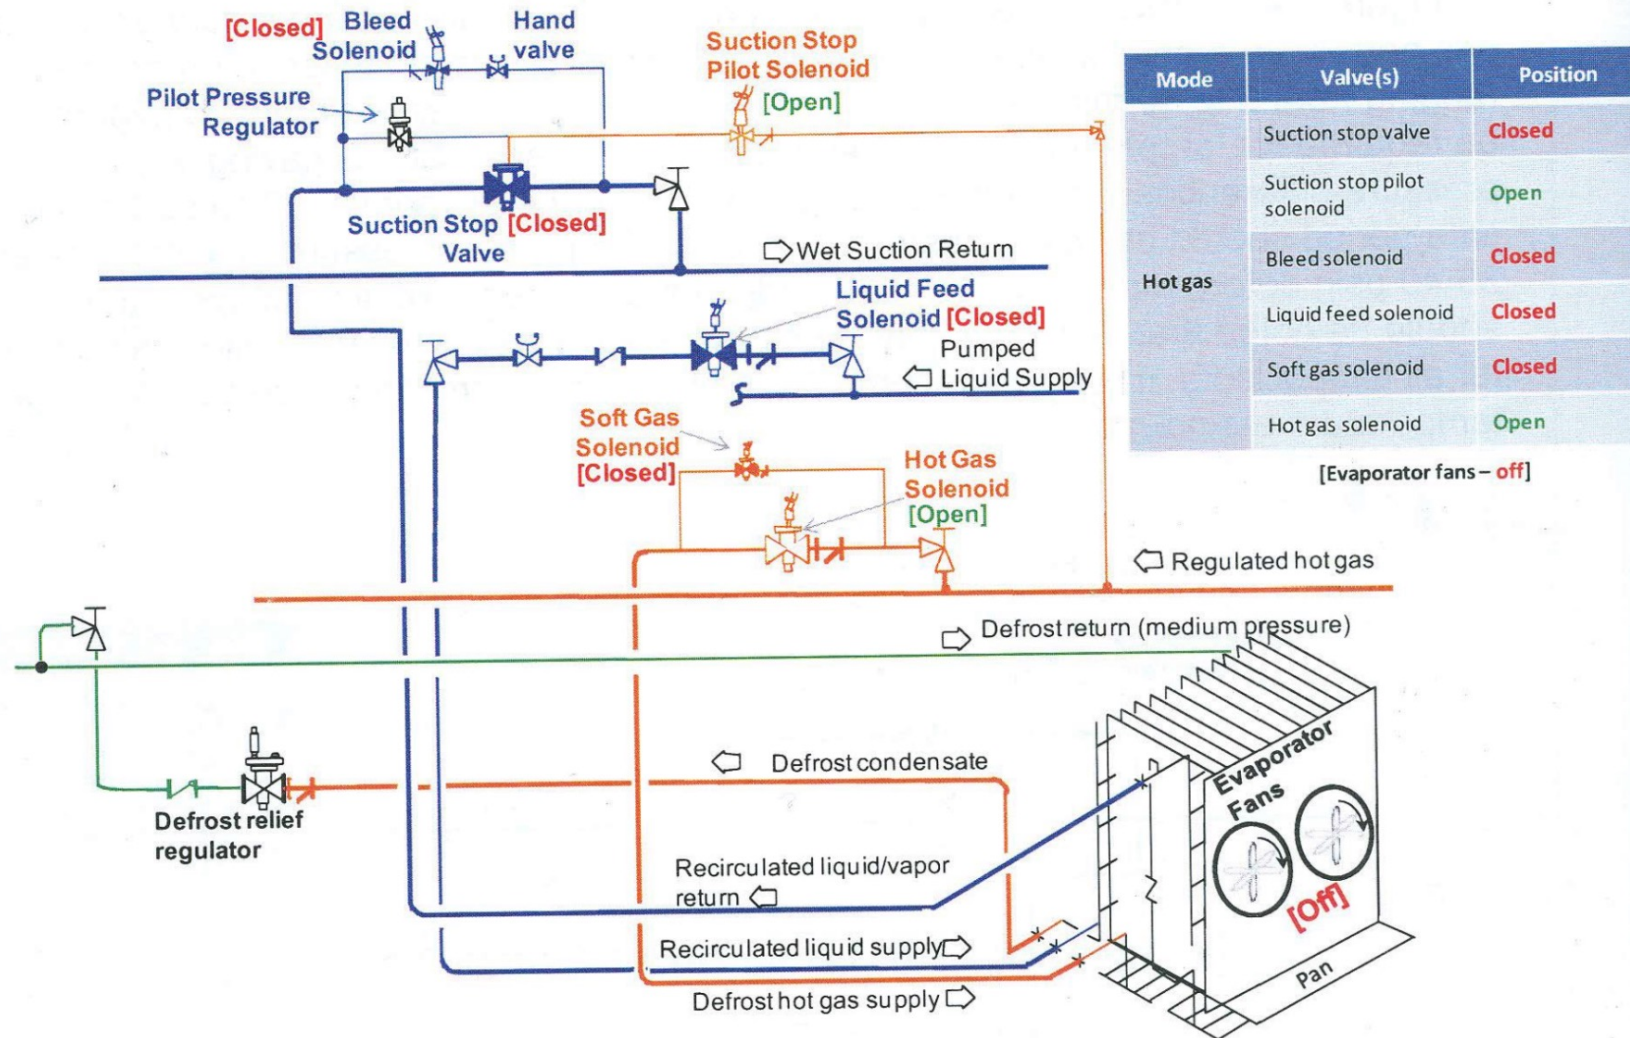 [Closed] Bleed
Solenoid
Hand
valve
Suction Stop
Pilot Solenoid
[Open]
Pilot Pressure
Regulator
Suction Stop [Closed]
Valve
Wet Suction Return
Liquid Feed
Solenoid [Closed]
Pumped
Liquid Supply
Soft Gas
Solenoid
[Closed]
Hot Gas
Solenoid
[Open]
Mode Valve(s) Position
Hot gas
Suction stop valve Closed
Suction stop pilot
solenoid Open
Bleed solenoid Closed
Liquid feed solenoid Closed
Soft gas solenoid Closed
Hot gas solenoid Open
[Evaporator fans – off]
Regulated hot gas
Defrost return (medium pressure)
Defrost condensate
Defrost relief
regulator
Evaporator
Fans
[Off]
Recirculated liquid/vapor
return
Recirculated liquid supply
Defrost hot gas supply
Pan